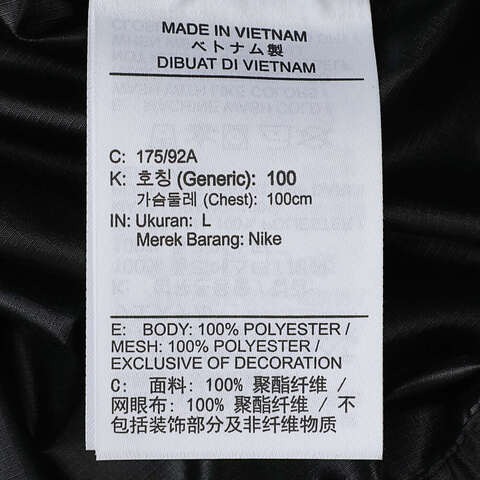 MADE IN VIETNAM
ベトナム製
DIBUAT DI VIETNAM
C: 175/92A
K: 호칭 (Generic): 100
가슴둘레 (Chest): 100cm
IN: Ukuran: L
Merek Barang: Nike
E: BODY: 100% POLYESTER /
MESH: 100% POLYESTER /
EXCLUSIVE OF DECORATION
C: 面料: 100% 聚酯纤维 /
网眼布: 100% 聚酯纤维 / 不
包括装饰部分及非纤维物质